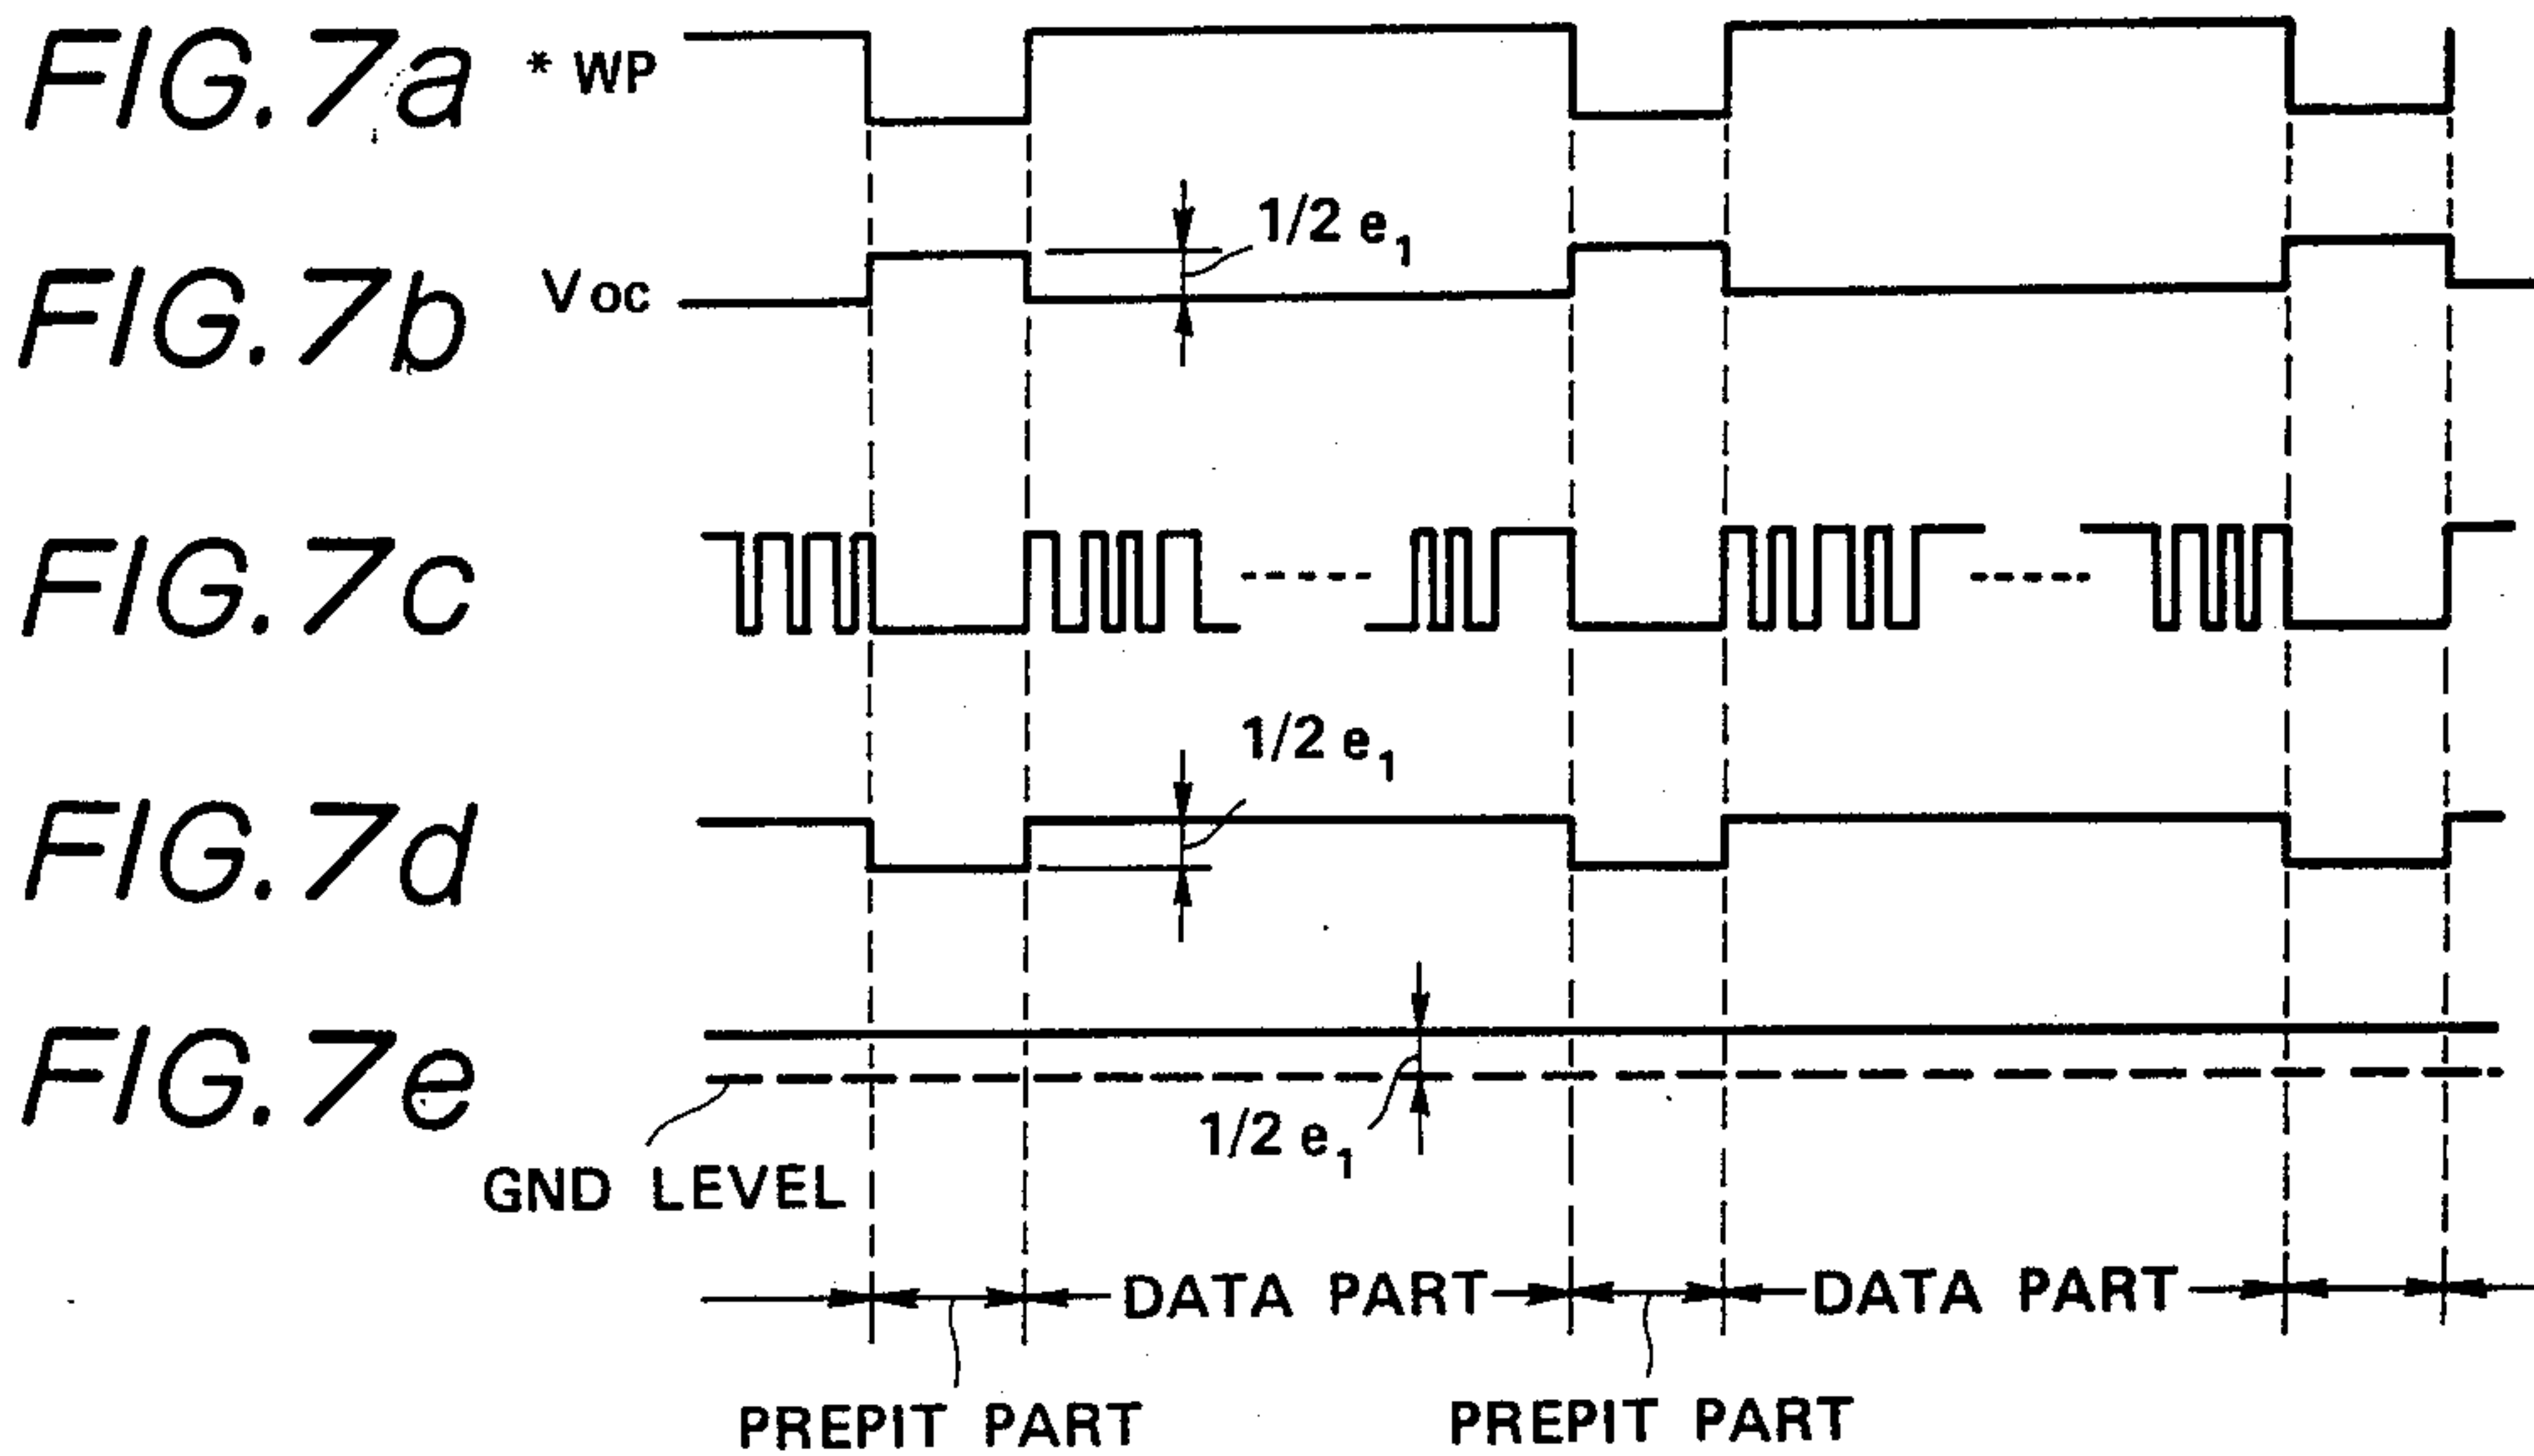 FIG. 7a * WP
1/2 e₁
FIG. 7b Voc
FIG. 7c
1/2 e₁
FIG. 7d
FIG. 7e
1/2 e₁
GND LEVEL
DATA PART DATA PART
PREPIT PART PREPIT PART